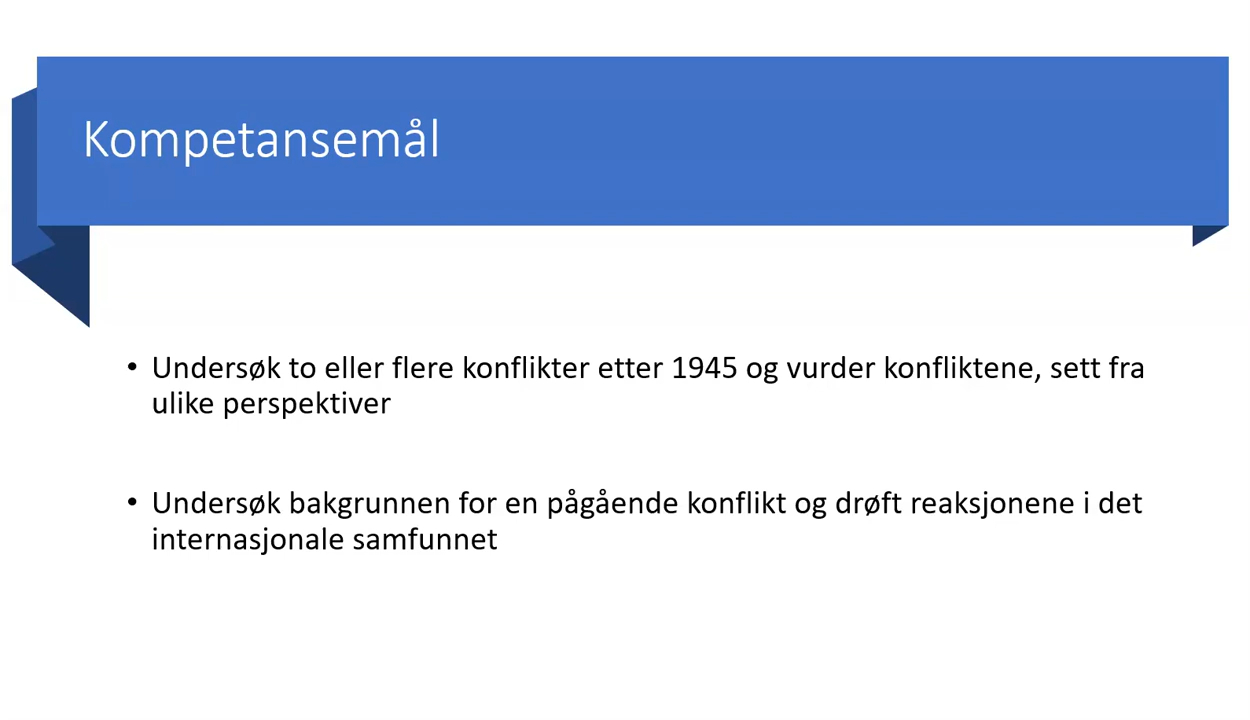 Kompetansemål
• Undersøk to eller flere konflikter etter 1945 og vurder konfliktene, sett fra
ulike perspektiver
• Undersøk bakgrunnen for en pågående konflikt og drøft reaksjonene i det
internasjonale samfunnet